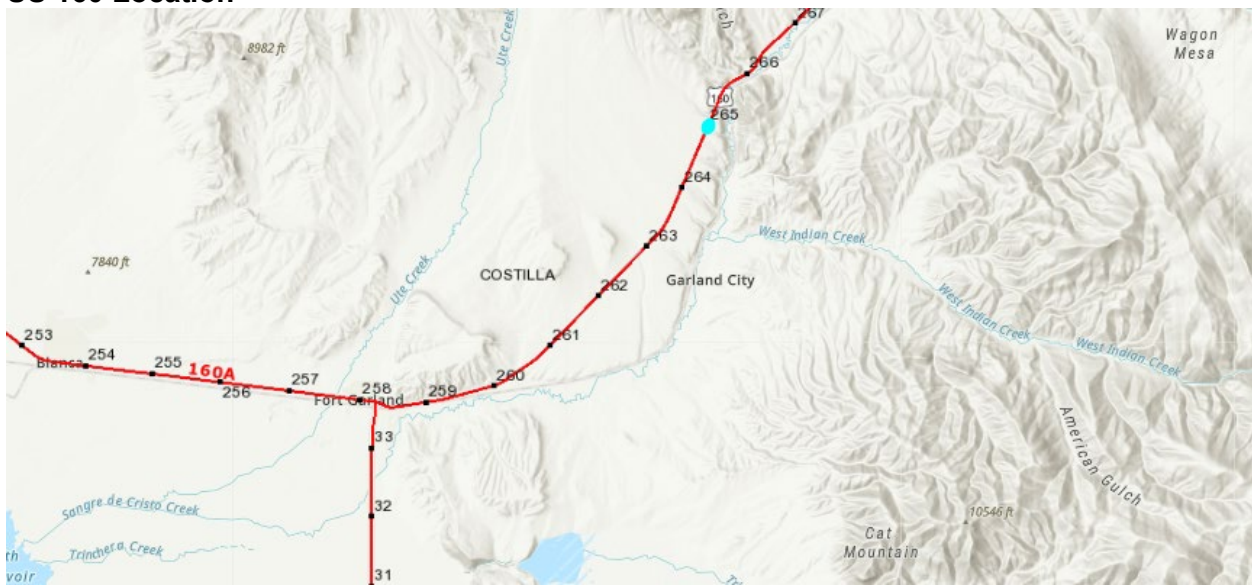 US 160 Location
267
Wagon
Mesa
Ute Creek
8982 ft
266
160
265
264
West Indian Creek
263
7840 ft
COSTILLA
Garland City
Ute Creek
262
West Indian Creek
253
261
West Indian Creek
Blanca
254
255
160A
256
257
258
Fort Garland
259
260
33
American Gulch
Sangre de Cristo Creek
32
10546 ft
Cat
Mountain
Trinchera Creek
31